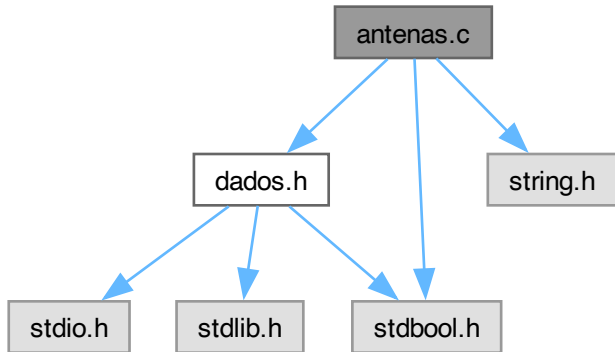 antenas.c
dados.h
string.h
stdio.h
stdlib.h
stdbool.h